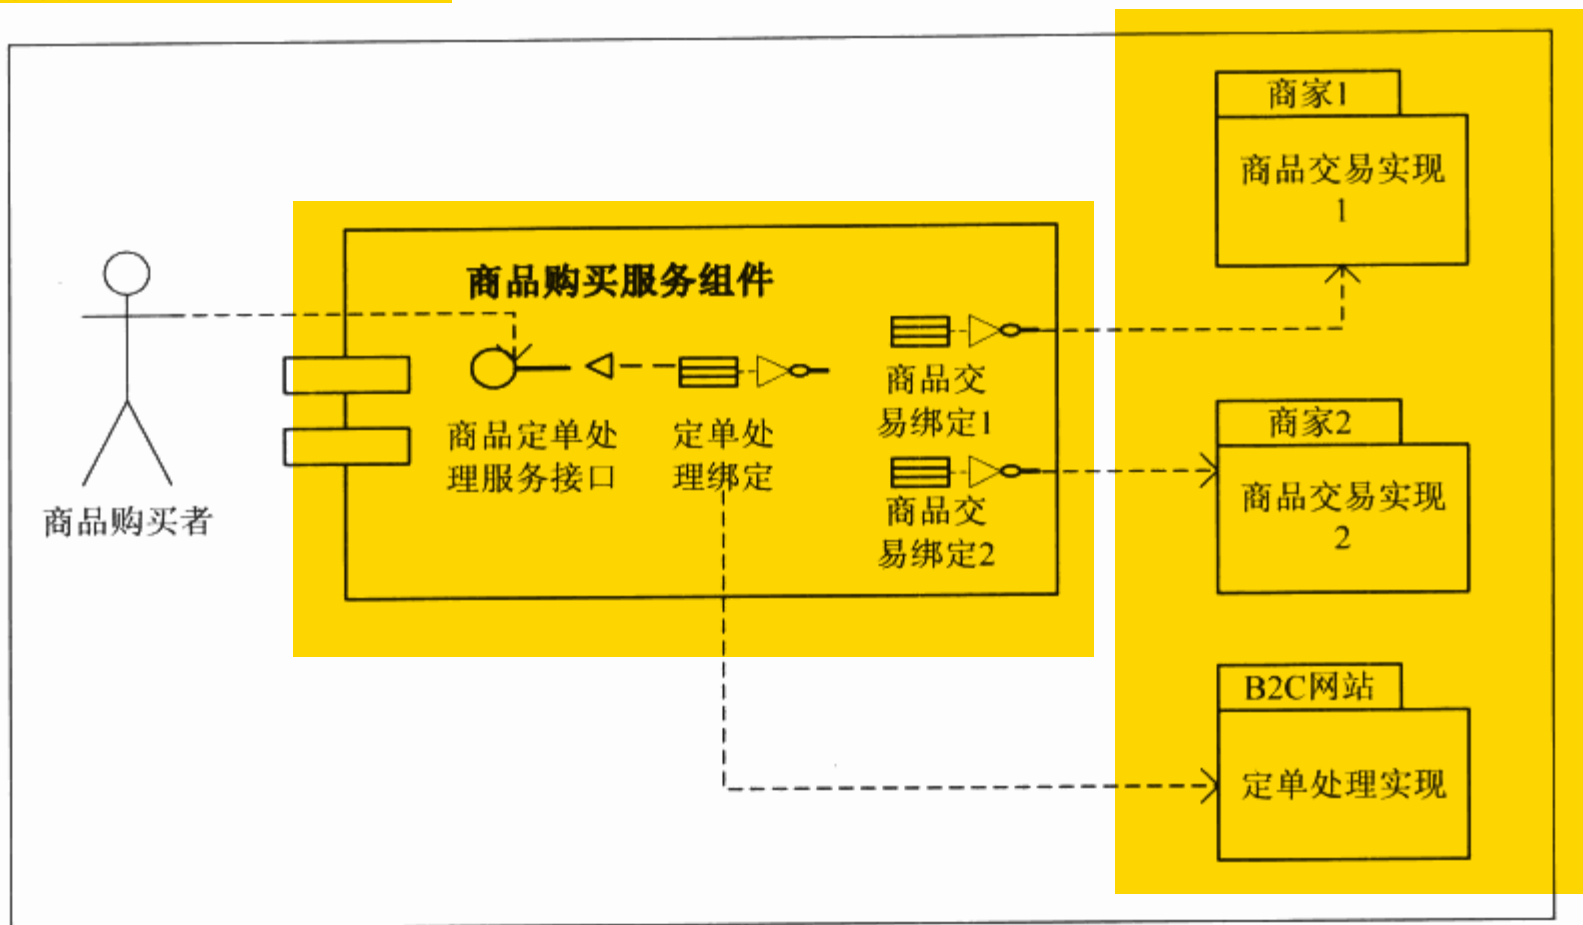 商家1
商品交易实现
1
商品购买服务组件
商品交
易绑定1
商品定单处
理服务接口
定单处
理绑定
商家2
商品交易实现
2
商品交
易绑定2
商品购买者
B2C网站
定单处理实现